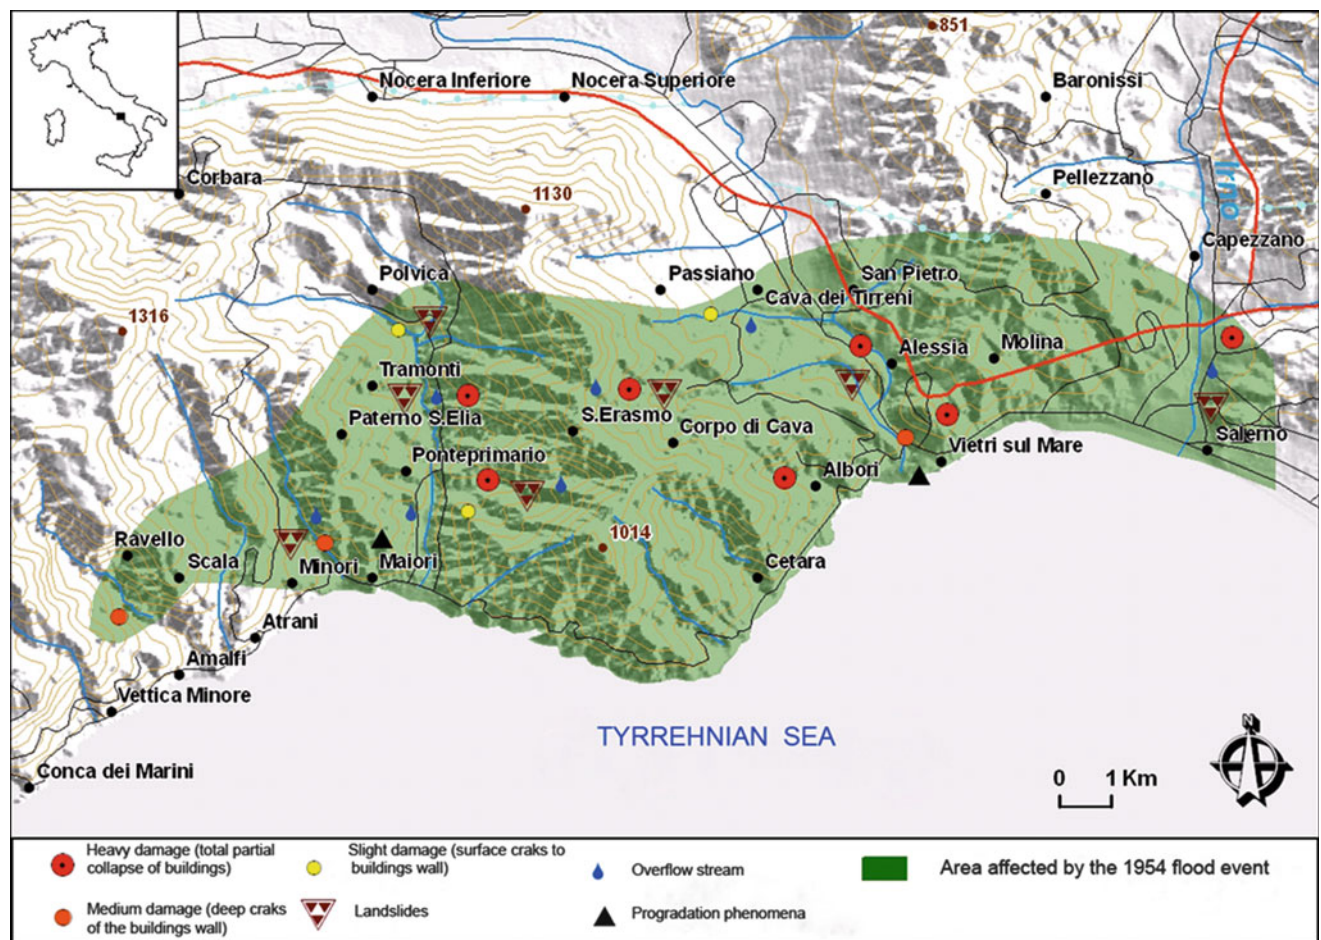 851
Nocera Inferiore
Nocera Superiore
Baronissi
Corbara
Pellezzano
Irno
1130
Capezzano
Polvica
Passiano
San Pietro
Cava dei Tirreni
1316
Molina
Alessia
Tramonti
Paterno S.Elia
S.Erasmo
Corpo di Cava
Salerno
Vietri sul Mare
Ponteprimario
Albori
1014
Ravello
Scala
Minori
Maiori
Cetara
Atrani
Amalfi
Vettica Minore
TYRREHNIAN SEA
N
Conca dei Marini
0 1 Km
Heavy damage (total partial
collapse of buildings)
Slight damage (surface craks to
buildings wall)
Overflow stream
Area affected by the 1954 flood event
Medium damage (deep craks
of the buildings wall)
Landslides
Progradation phenomena